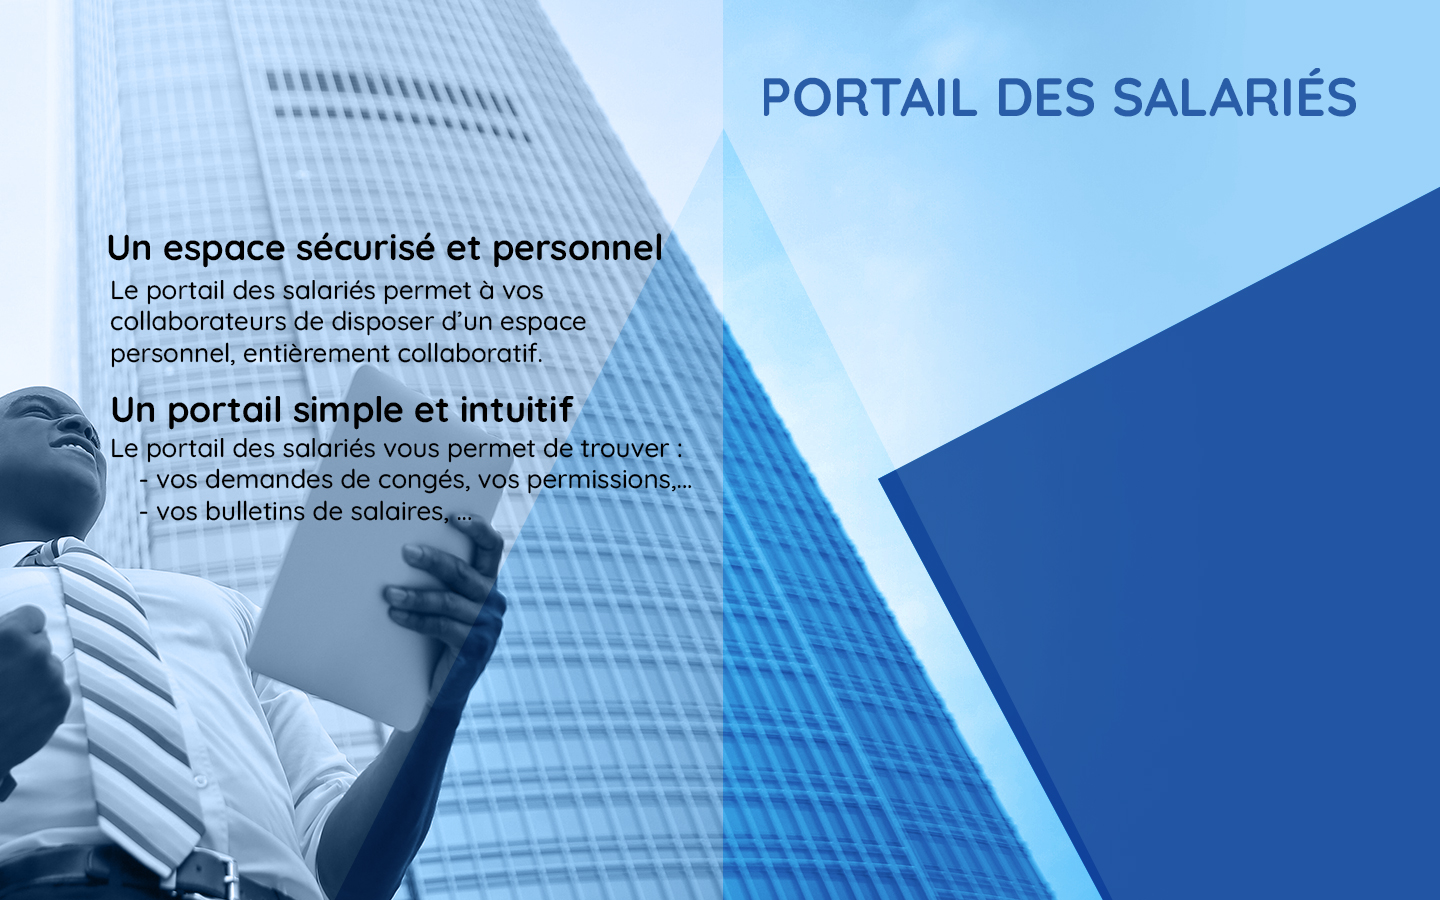 PORTAIL DES SALARIÉS
Un espace sécurisé et personnel
Le portail des salariés permet à vos
collaborateurs de disposer d’un espace
personnel, entièrement collaboratif.
Un portail simple et intuitif
Le portail des salariés vous permet de trouver :
- vos demandes de congés, vos permissions,...
- vos bulletins de salaires, ...